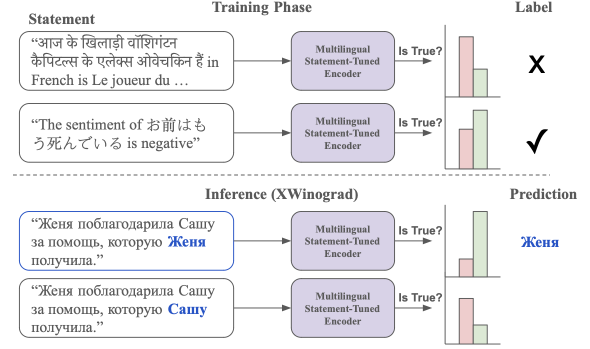 Training Phase
Statement
Label
“आज के खिलाड़ी वॉशिंगंटन
कैपिटल्स के एलेक्स ओवेचकिन हैं in
French is Le joueur du …
Multilingual
Statement-Tuned
Encoder
Is True?
X
“The sentiment of お前はも
う死んでいる is negative”
Multilingual
Statement-Tuned
Encoder
Is True?
✓
Inference (XWinograd)
Prediction
“Женя поблагодарила Сашу
за помощь, которую Женя
получила.”
Multilingual
Statement-Tuned
Encoder
Is True?
Женя
“Женя поблагодарила Сашу
за помощь, которую Сашу
получила.”
Multilingual
Statement-Tuned
Encoder
Is True?